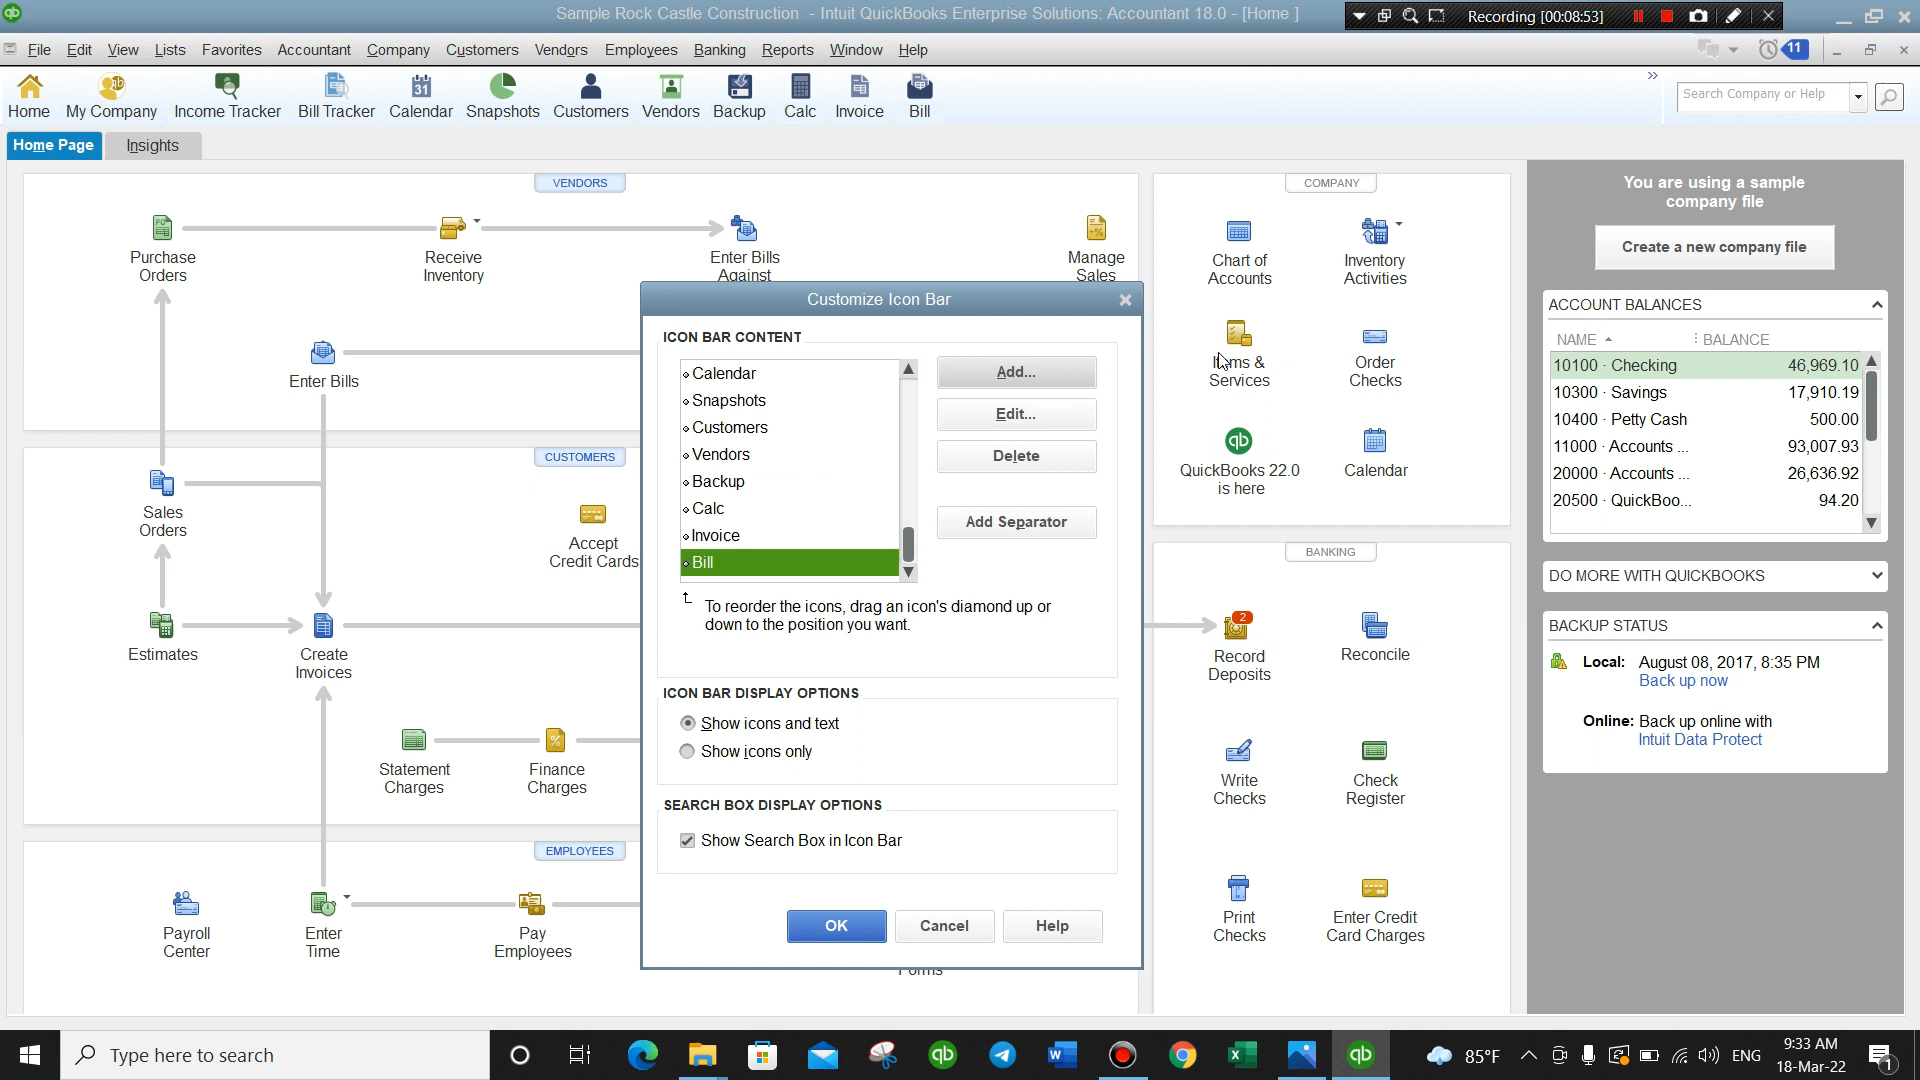 Sample Rock Castle Construction - Intuit QuickBooks Enterprise Solutions: Accountant 18.0 - [Home ]
Recording [00:08:53]
File Edit View Lists Favorites Accountant Company Customers Vendors Employees Banking Reports Window Help
11
Home My Company Income Tracker Bill Tracker Calendar Snapshots Customers Vendors Backup Calc Invoice Bill
31
qb
Search Company or Help
Home Page Insights
VENDORS
Purchase
Orders
Receive
Inventory
Enter Bills
Against
Manage
Sales
Enter Bills
CUSTOMERS
Sales
Orders
Accept
Credit Cards
Estimates
Create
Invoices
Statement
Charges
Finance
Charges
EMPLOYEES
Payroll
Center
Enter
Time
Pay
Employees
Customize Icon Bar
ICON BAR CONTENT
Calendar
Snapshots
Customers
Vendors
Backup
Calc
Invoice
Bill
Add...
Edit...
Delete
Add Separator
To reorder the icons, drag an icon's diamond up or
down to the position you want.
ICON BAR DISPLAY OPTIONS
Show icons and text
Show icons only
SEARCH BOX DISPLAY OPTIONS
Show Search Box in Icon Bar
OK Cancel Help
COMPANY
Chart of
Accounts
Inventory
Activities
Items &
Services
Order
Checks
qb
QuickBooks 22.0
is here
Calendar
BANKING
2
Record
Deposits
Reconcile
Write
Checks
Check
Register
Print
Checks
Enter Credit
Card Charges
You are using a sample
company file
Create a new company file
ACCOUNT BALANCES
NAME BALANCE
10100 · Checking 46,969.10
10300 · Savings 17,910.19
10400 · Petty Cash 500.00
11000 · Accounts ... 93,007.93
20000 · Accounts ... 26,636.92
20500 · QuickBoo... 94.20
DO MORE WITH QUICKBOOKS
BACKUP STATUS
Local: August 08, 2017, 8:35 PM
Back up now
Online: Back up online with
Intuit Data Protect
Type here to search
85°F
ENG
9:33 AM
18-Mar-22
1